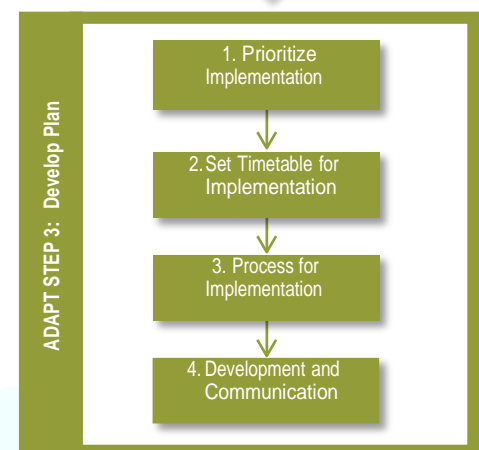 ADAPT STEP 3: Develop Plan
1. Prioritize
Implementation
2. Set Timetable for
Implementation
3. Process for
Implementation
4. Development and
Communication